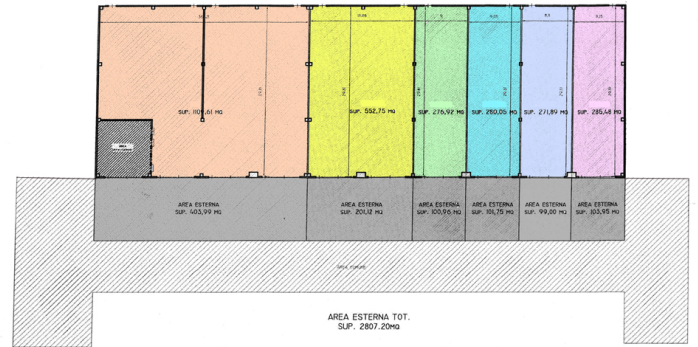 SUP. 1107,61 MQ
SUP. 552,75 MQ
SUP. 276,92 MQ
SUP. 280,05 MQ
SUP. 271,89 MQ
SUP. 285,48 MQ
AREA ESTERNA
SUP. 403,99 MQ
AREA ESTERNA
SUP. 201,12 MQ
AREA ESTERNA
SUP. 100,96 MQ
AREA ESTERNA
SUP. 101,75 MQ
AREA ESTERNA
SUP. 99,00 MQ
AREA ESTERNA
SUP. 103,95 MQ
AREA COMUNE
AREA ESTERNA TOT.
SUP. 2807.20MQ